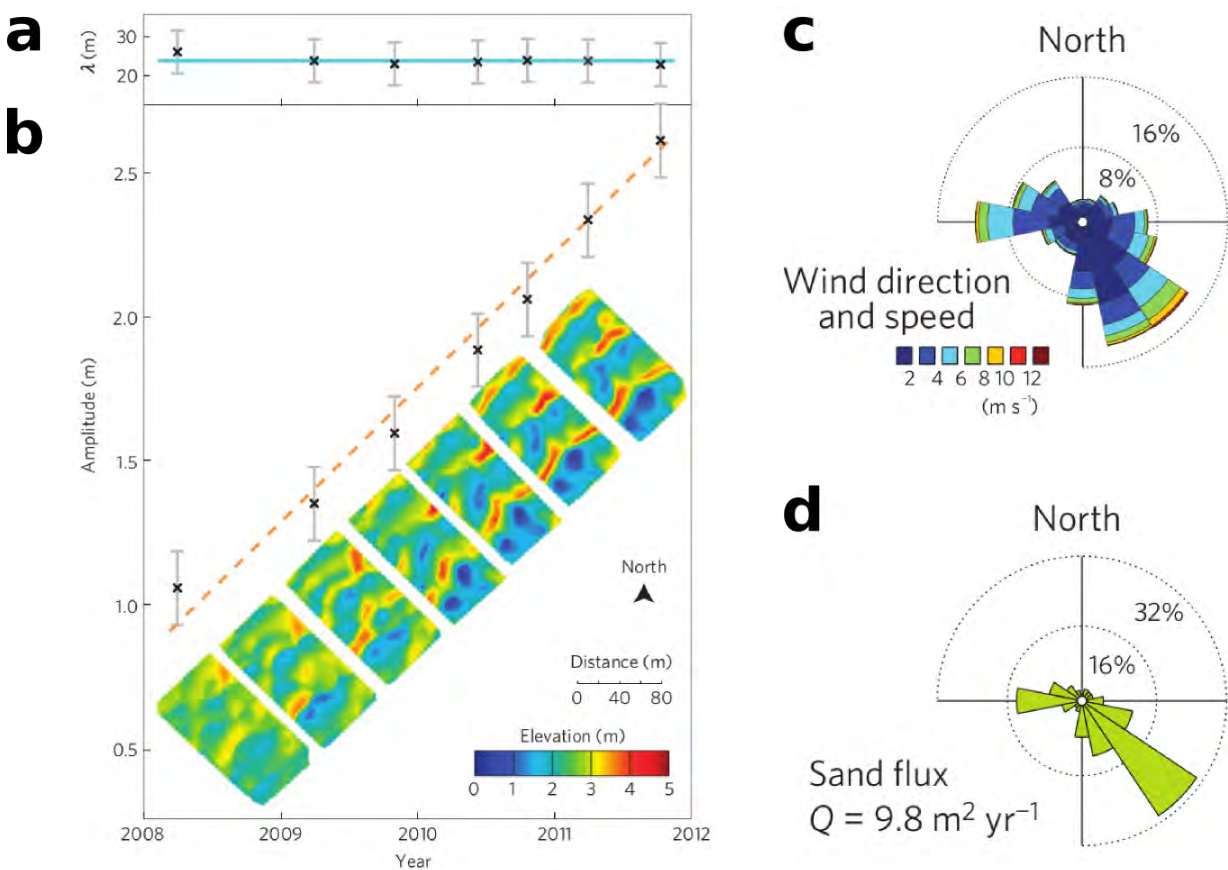 a
λ (m)
30
20
b
Amplitude (m)
2.5
2.0
1.5
1.0
0.5
North
Distance (m)
0 40 80
Elevation (m)
0 1 2 3 4 5
2008 2009 2010 2011 2012
Year
c
North
16%
8%
Wind direction
and speed
2 4 6 8 10 12
(m s⁻¹)
d
North
32%
16%
Sand flux
Q = 9.8 m² yr⁻¹